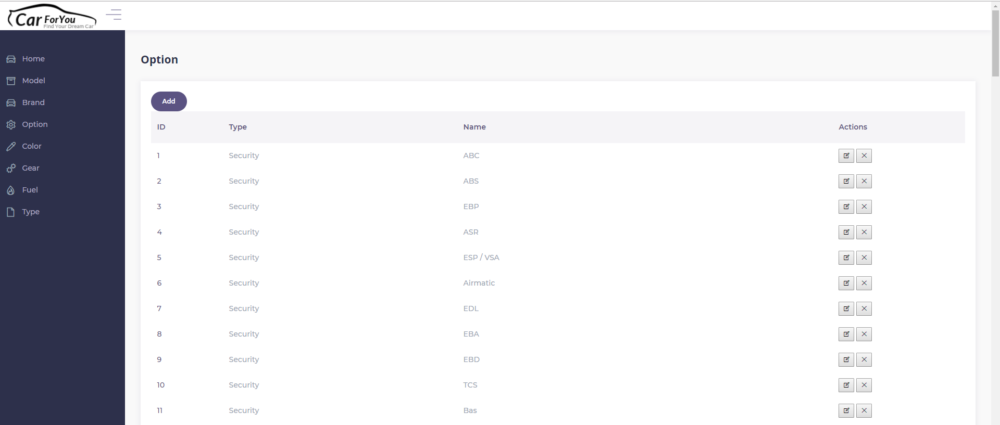 Car ForYou
Find Your Dream Car
Home
Model
Brand
Option
Color
Gear
Fuel
Type
Option
Add
ID Type Name Actions
1 Security ABC
2 Security ABS
3 Security EBP
4 Security ASR
5 Security ESP / VSA
6 Security Airmatic
7 Security EDL
8 Security EBA
9 Security EBD
10 Security TCS
11 Security Bas